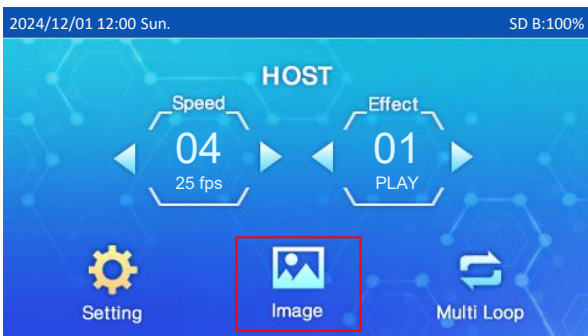 2024/12/01 12:00 Sun. SD B:100%
HOST
Speed Effect
04 01
25 fps PLAY
Setting Image Multi Loop